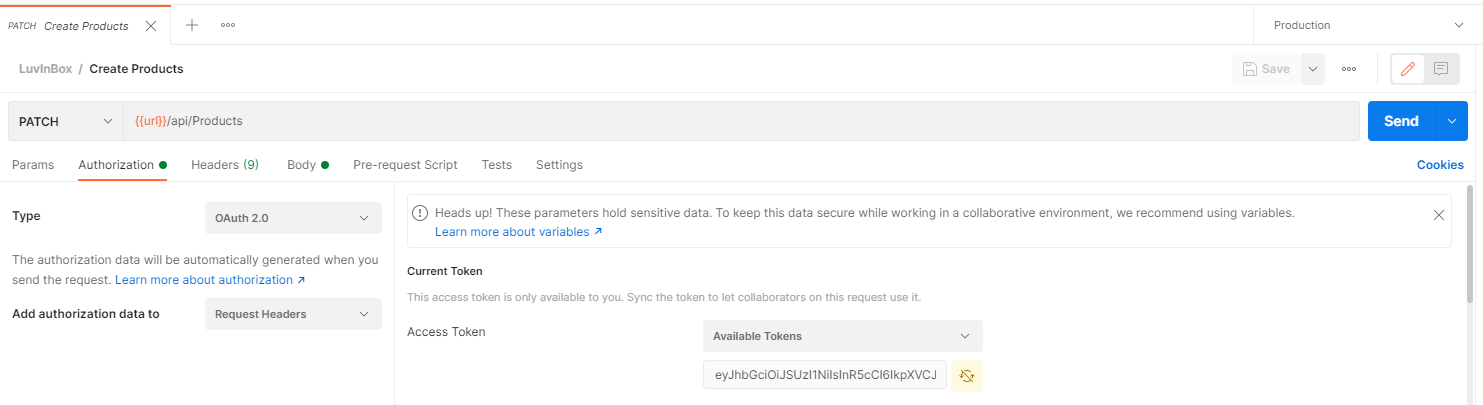 PATCH Create Products
Production
LuvInBox / Create Products
Save
PATCH
{{url}}/api/Products
Send
Params Authorization Headers (9) Body Pre-request Script Tests Settings
Cookies
Type
OAuth 2.0
The authorization data will be automatically generated when you
send the request. Learn more about authorization ↗
Add authorization data to
Request Headers
Heads up! These parameters hold sensitive data. To keep this data secure while working in a collaborative environment, we recommend using variables.
Learn more about variables ↗
Current Token
This access token is only available to you. Sync the token to let collaborators on this request use it.
Access Token
Available Tokens
eyJhbGciOiJSUzI1NiIsInR5cCI6IkpXVCJ